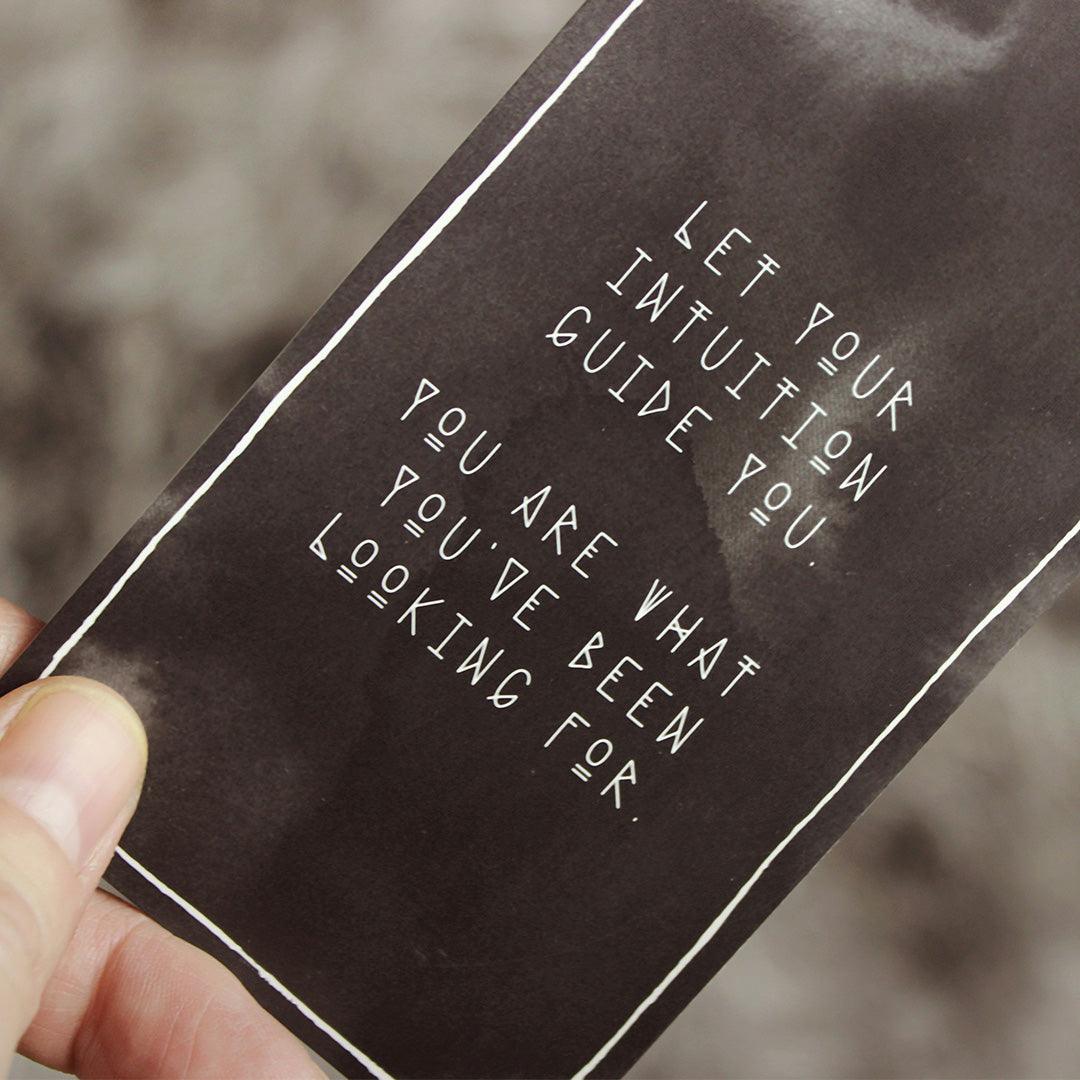 LET YOUR
INTUITION
GUIDE YOU.
YOU ARE WHAT
YOU'VE BEEN
LOOKING FOR.